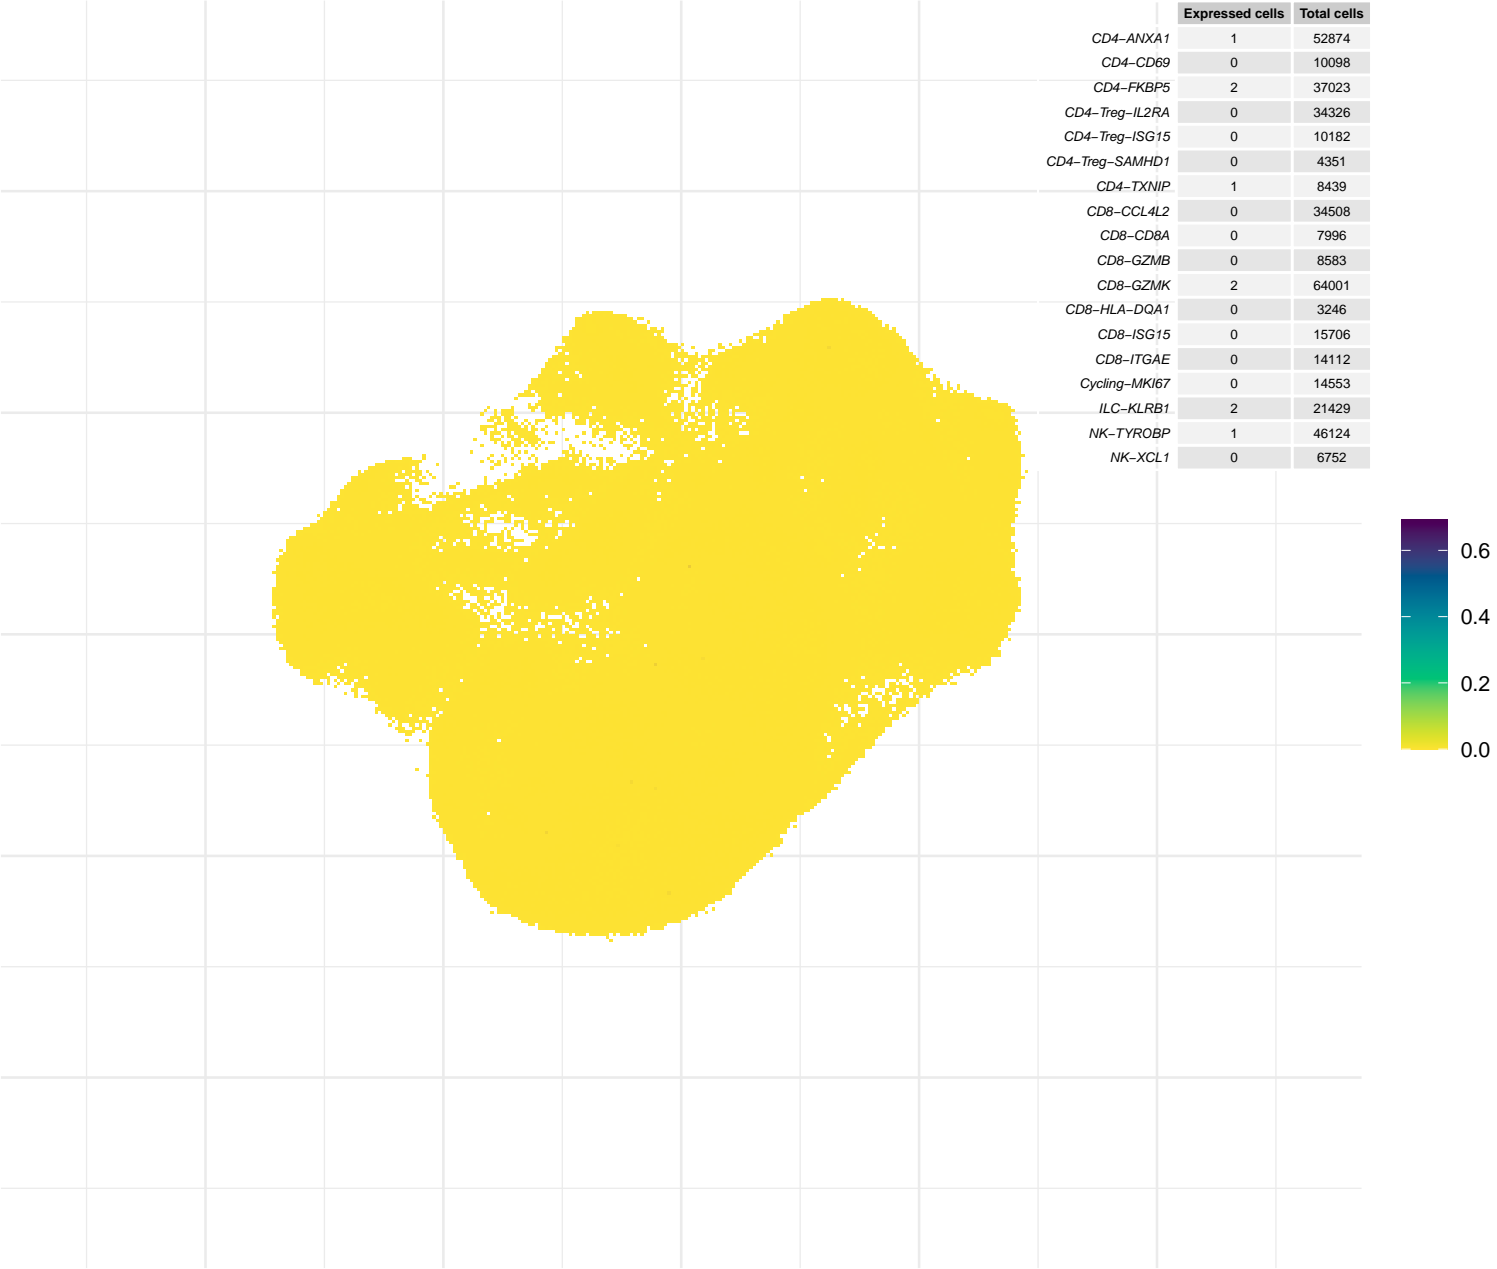 Expressed cells Total cells
CD4−ANXA1 1 52874
CD4−CD69 0 10098
CD4−FKBP5 2 37023
CD4−Treg−IL2RA 0 34326
CD4−Treg−ISG15 0 10182
CD4−Treg−SAMHD1 0 4351
CD4−TXNIP 1 8439
CD8−CCL4L2 0 34508
CD8−CD8A 0 7996
CD8−GZMB 0 8583
CD8−GZMK 2 64001
CD8−HLA−DQA1 0 3246
CD8−ISG15 0 15706
CD8−ITGAE 0 14112
Cycling−MKI67 0 14553
ILC−KLRB1 2 21429
NK−TYROBP 1 46124
NK−XCL1 0 6752
0.6
0.4
0.2
0.0